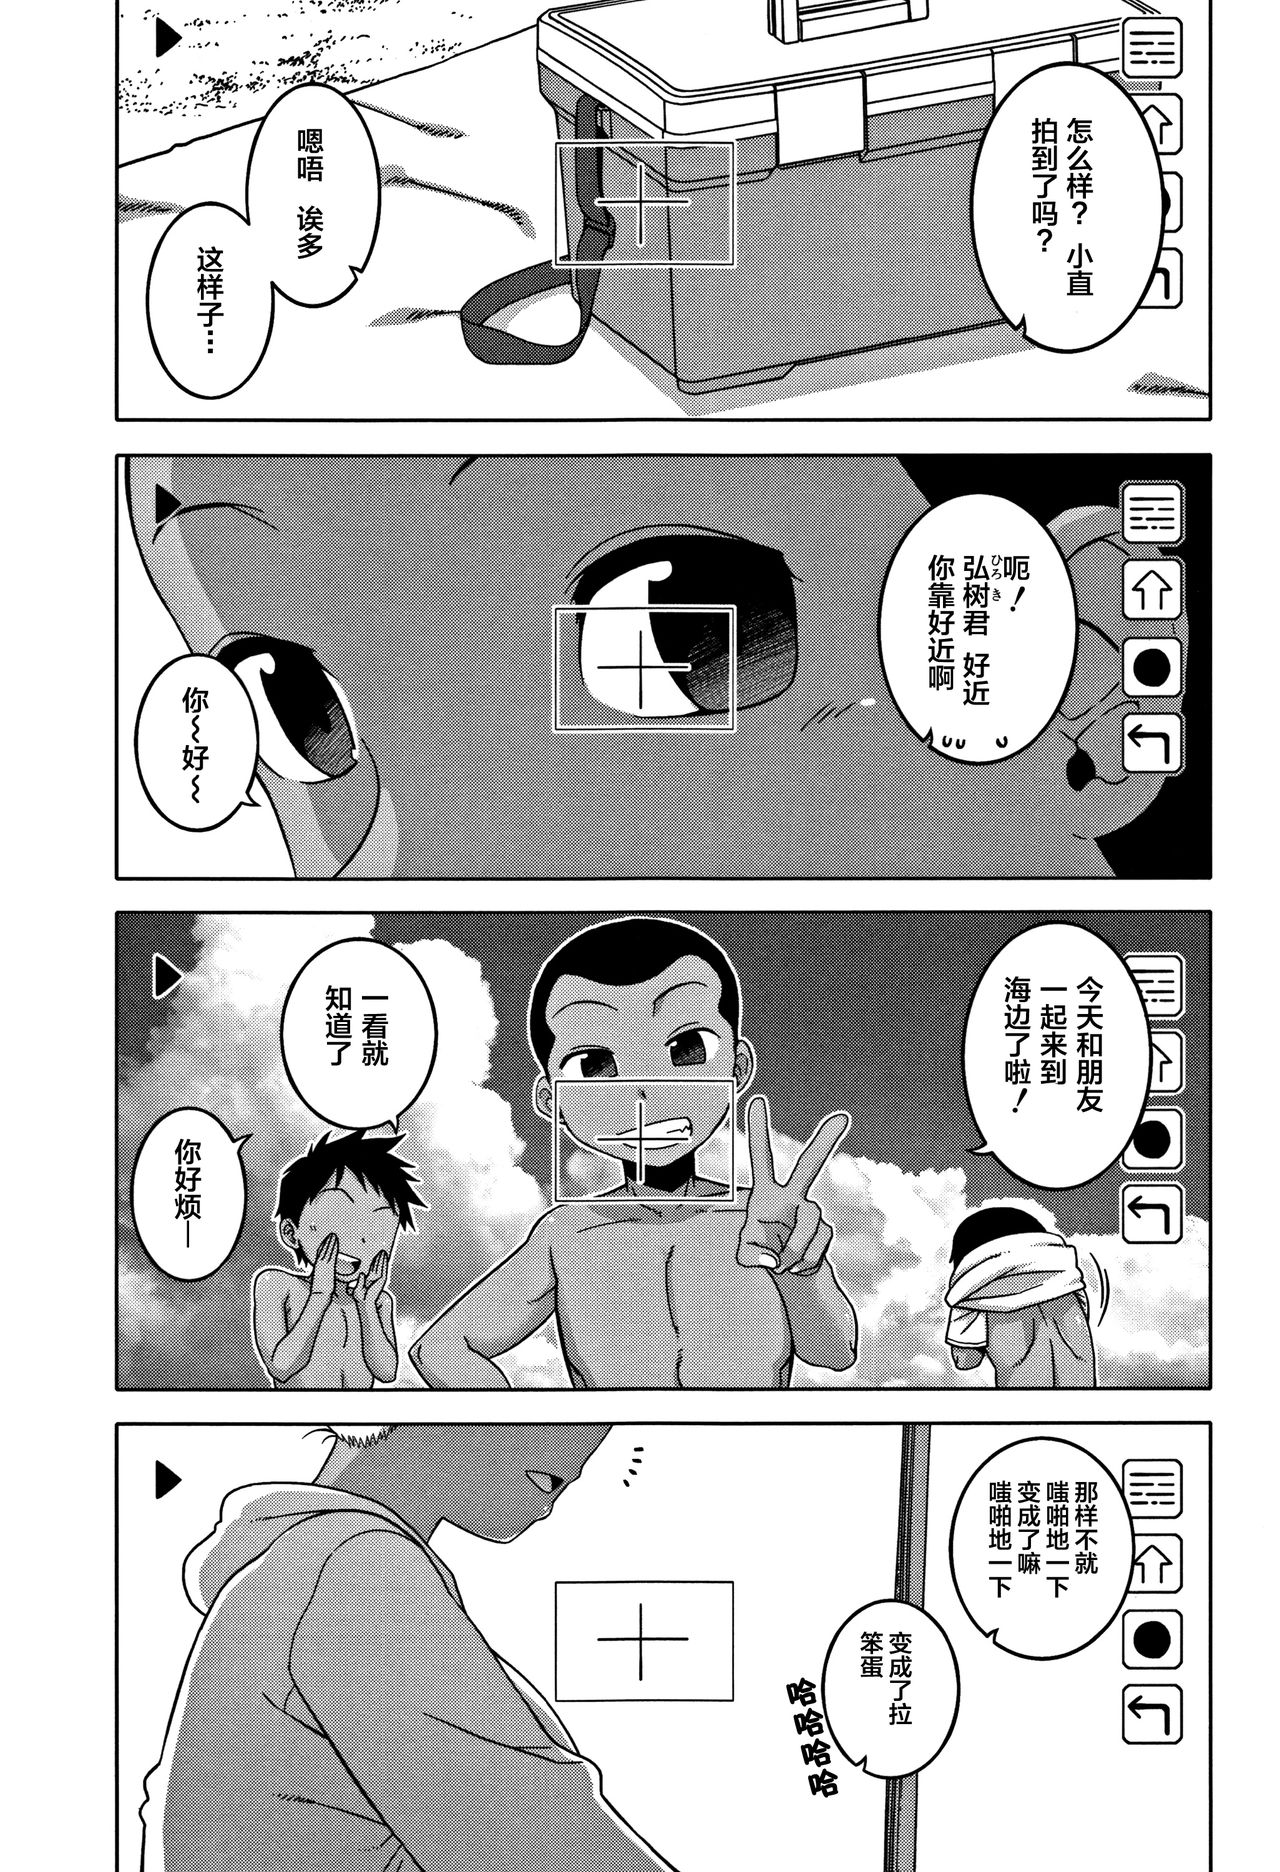 怎么样？ 小直
拍到了吗？
嗯唔 诶多
这样子…
呃！
弘树君 好近
ひろき
你靠好近啊
你～好～
今天和朋友
一起来到
海边了啦！
一看就
知道了
你好烦ー
那样不就
嗤啪地一下
变成了嘛
嗤啪地一下
变成了拉
笨蛋
哈哈哈哈